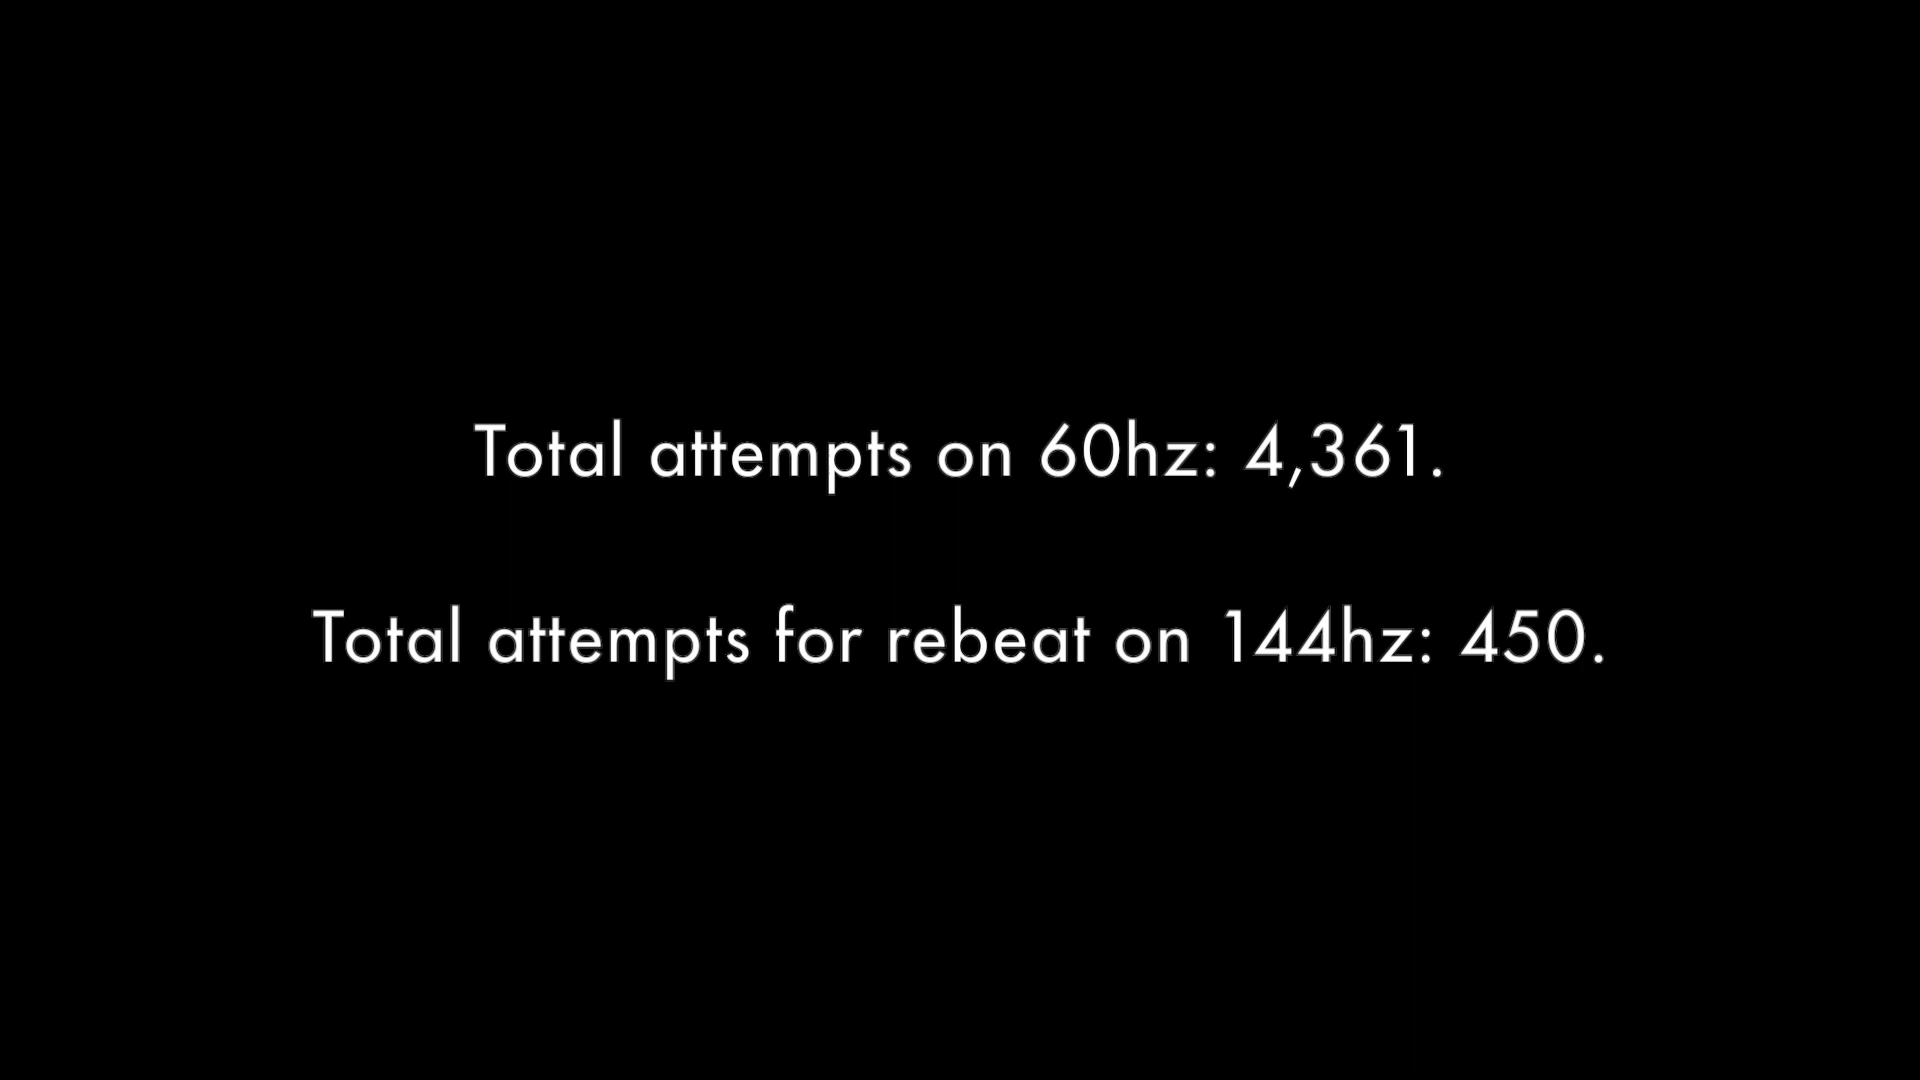 Total attempts on 60hz: 4,361.
Total attempts for rebeat on 144hz: 450.